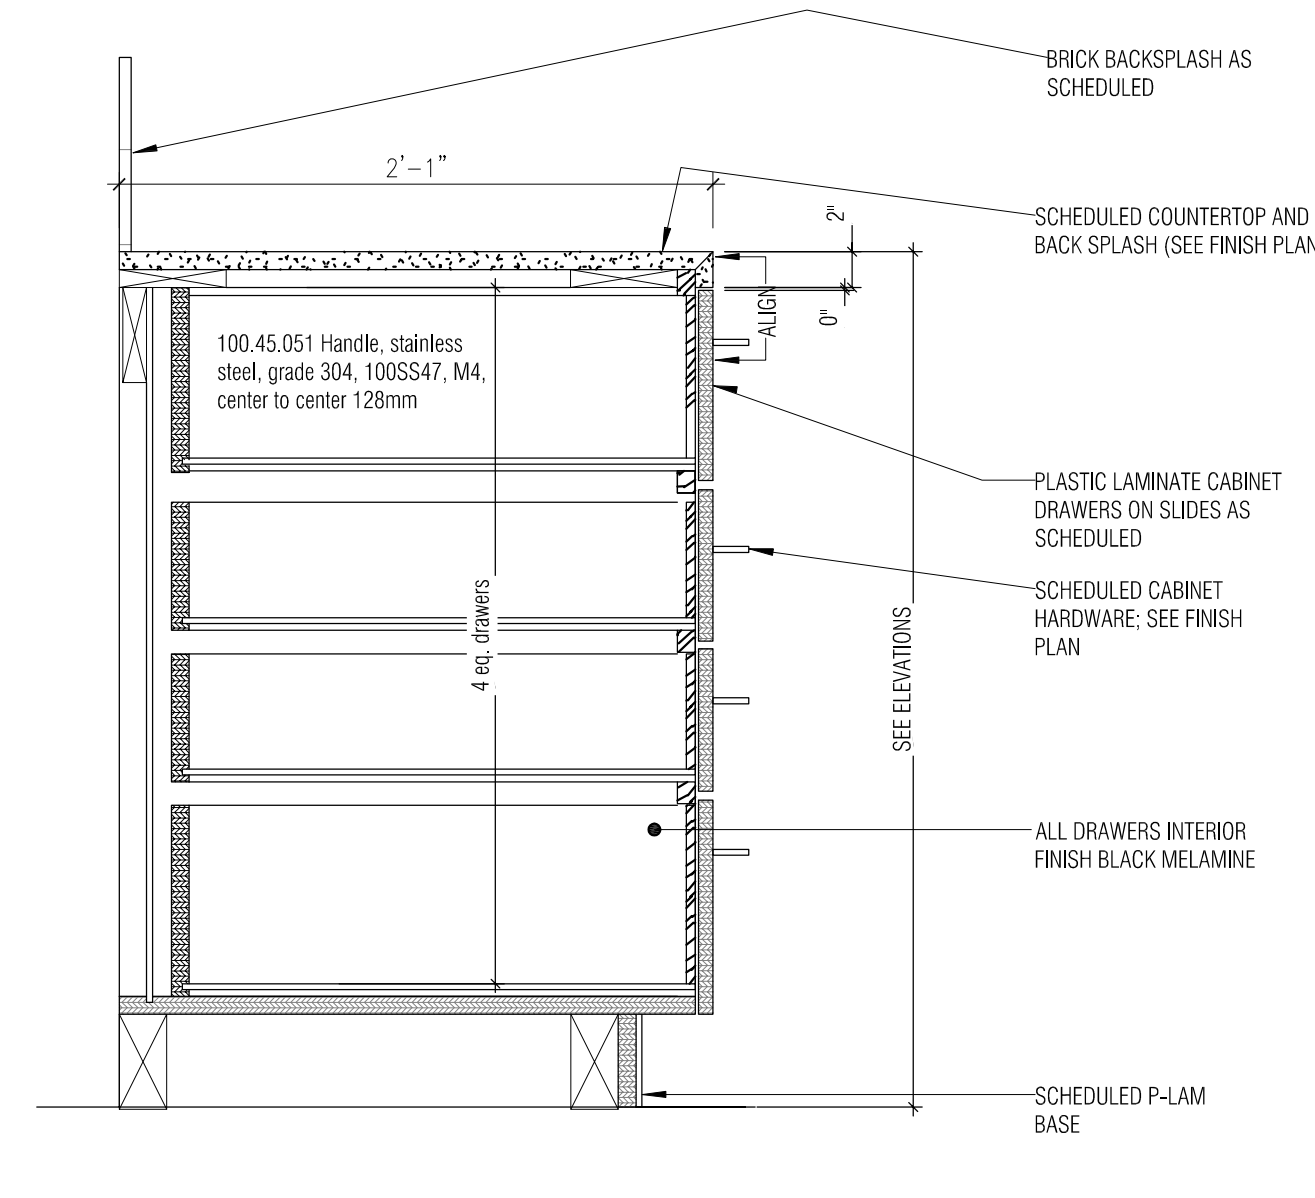 BRICK BACKSPLASH AS
SCHEDULED
2'-1"
SCHEDULED COUNTERTOP AND
BACK SPLASH (SEE FINISH PLAN
2"
0"
ALIGN
100.45.051 Handle, stainless
steel, grade 304, 100SS47, M4,
center to center 128mm
PLASTIC LAMINATE CABINET
DRAWERS ON SLIDES AS
SCHEDULED
SCHEDULED CABINET
HARDWARE; SEE FINISH
PLAN
4 eq. drawers
SEE ELEVATIONS
ALL DRAWERS INTERIOR
FINISH BLACK MELAMINE
SCHEDULED P-LAM
BASE